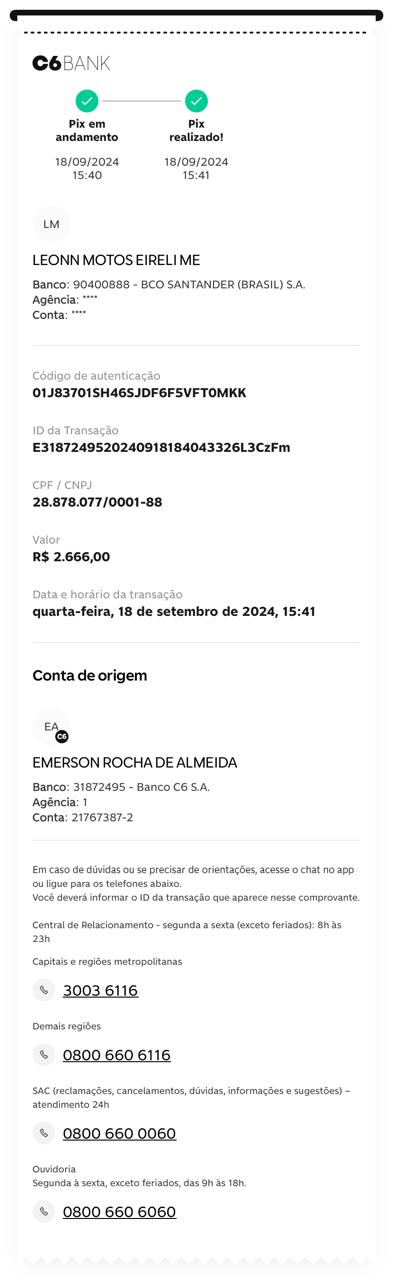 C6BANK
Pix em andamento
18/09/2024
15:40
Pix realizado!
18/09/2024
15:41
LM
LEONN MOTOS EIRELI ME
Banco: 90400888 - BCO SANTANDER (BRASIL) S.A.
Agência: ****
Conta: ****
Código de autenticação
01J83701SH46SJDF6F5VFT0MKK
ID da Transação
E31872495202409181840433​26L3CzFm
CPF / CNPJ
28.878.077/0001-88
Valor
R$ 2.666,00
Data e horário da transação
quarta-feira, 18 de setembro de 2024, 15:41
Conta de origem
EA
C6
EMERSON ROCHA DE ALMEIDA
Banco: 31872495 - Banco C6 S.A.
Agência: 1
Conta: 21767387-2
Em caso de dúvidas ou se precisar de orientações, acesse o chat no app
ou ligue para os telefones abaixo.
Você deverá informar o ID da transação que aparece nesse comprovante.
Central de Relacionamento - segunda a sexta (exceto feriados): 8h às
23h
Capitais e regiões metropolitanas
3003 6116
Demais regiões
0800 660 6116
SAC (reclamações, cancelamentos, dúvidas, informações e sugestões) –
atendimento 24h
0800 660 0060
Ouvidoria
Segunda à sexta, exceto feriados, das 9h às 18h.
0800 660 6060